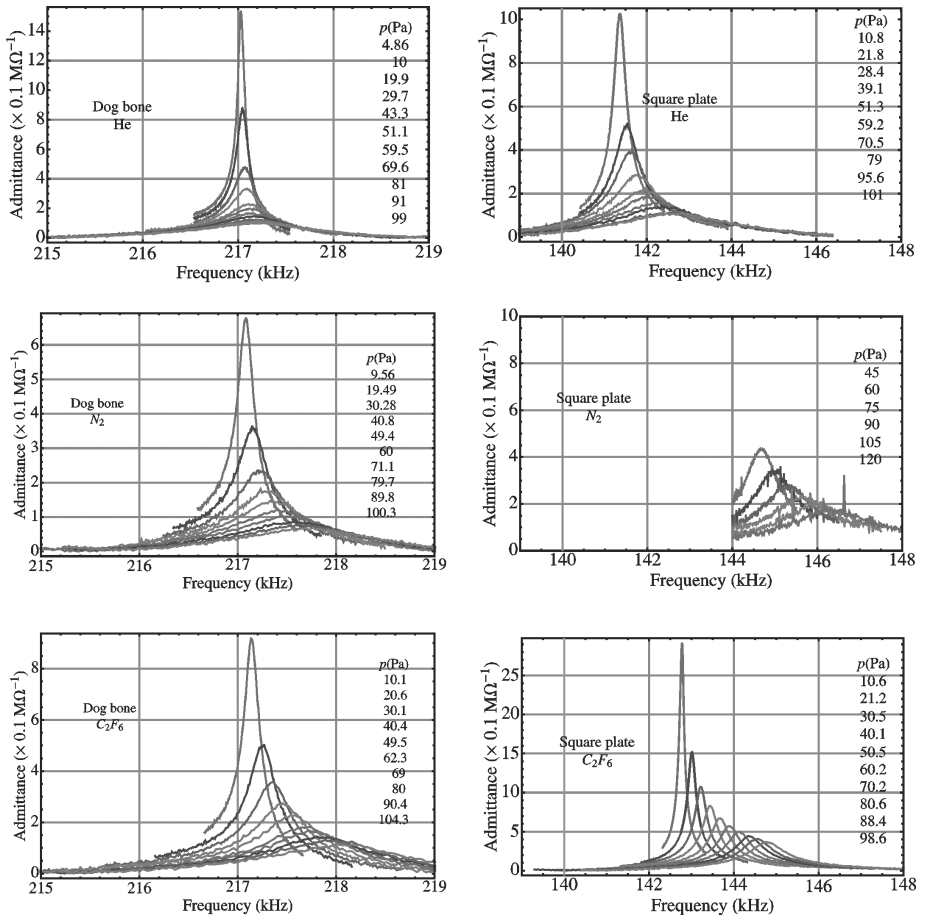 Admittance (× 0.1 MΩ⁻¹)
14
12
10
8
6
4
2
0
Dog bone
He
p(Pa)
4.86
10
19.9
29.7
43.3
51.1
59.5
69.6
81
91
99
215 216 217 218 219
Frequency (kHz)
Admittance (× 0.1 MΩ⁻¹)
10
8
6
4
2
0
Square plate
He
p(Pa)
10.8
21.8
28.4
39.1
51.3
59.2
70.5
79
95.6
101
140 142 144 146 148
Frequency (kHz)
Admittance (× 0.1 MΩ⁻¹)
6
5
4
3
2
1
0
Dog bone
N₂
p(Pa)
9.56
19.49
30.28
40.8
49.4
60
71.1
79.7
89.8
100.3
215 216 217 218 219
Frequency (kHz)
Admittance (× 0.1 MΩ⁻¹)
10
8
6
4
2
0
Square plate
N₂
p(Pa)
45
60
75
90
105
120
140 142 144 146 148
Frequency (kHz)
Admittance (× 0.1 MΩ⁻¹)
8
6
4
2
0
Dog bone
C₂F₆
p(Pa)
10.1
20.6
30.1
40.4
49.5
62.3
69
80
90.4
104.3
215 216 217 218 219
Frequency (kHz)
Admittance (× 0.1 MΩ⁻¹)
25
20
15
10
5
0
Square plate
C₂F₆
p(Pa)
10.6
21.2
30.5
40.1
50.5
60.2
70.2
80.6
88.4
98.6
140 142 144 146 148
Frequency (kHz)